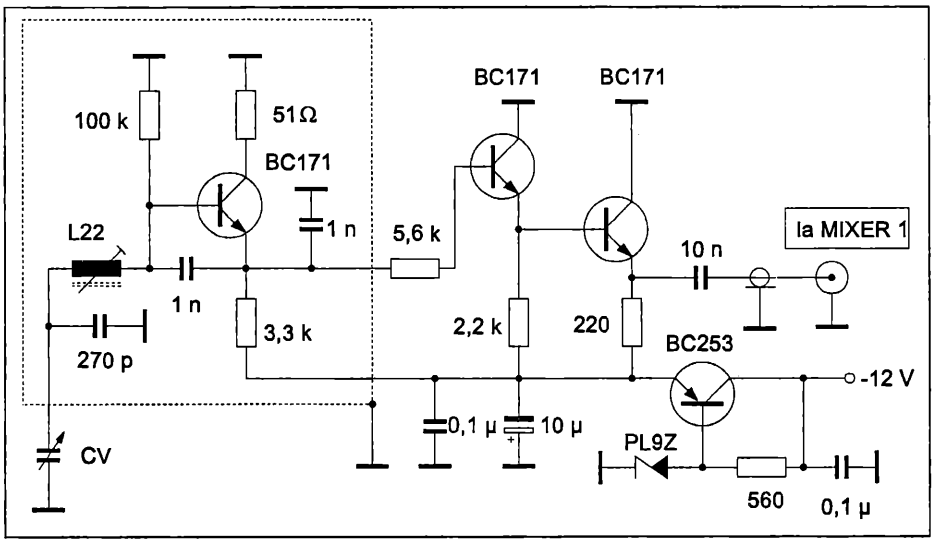 BC171
BC171
100 k
51Ω
BC171
1 n
5,6 k
la MIXER 1
10 n
L22
1 n
3,3 k
2,2 k
220
270 p
BC253
-12 V
CV
0,1 µ
10 µ
+
PL9Z
560
0,1 µ